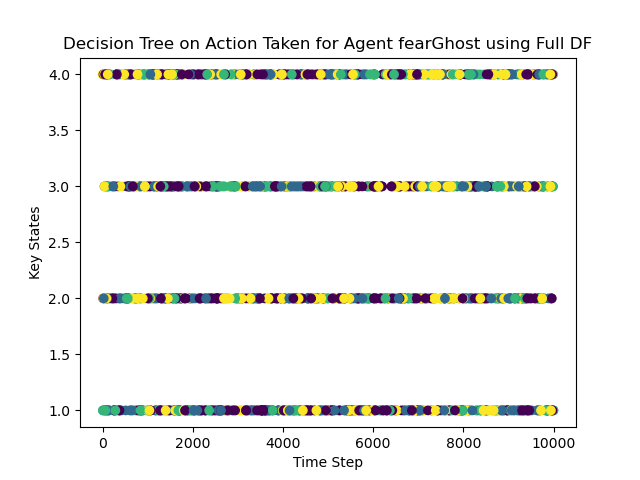 Decision Tree on Action Taken for Agent fearGhost using Full DF
4.0
3.5
3.0
2.5
2.0
1.5
1.0
Key States
0 2000 4000 6000 8000 10000
Time Step